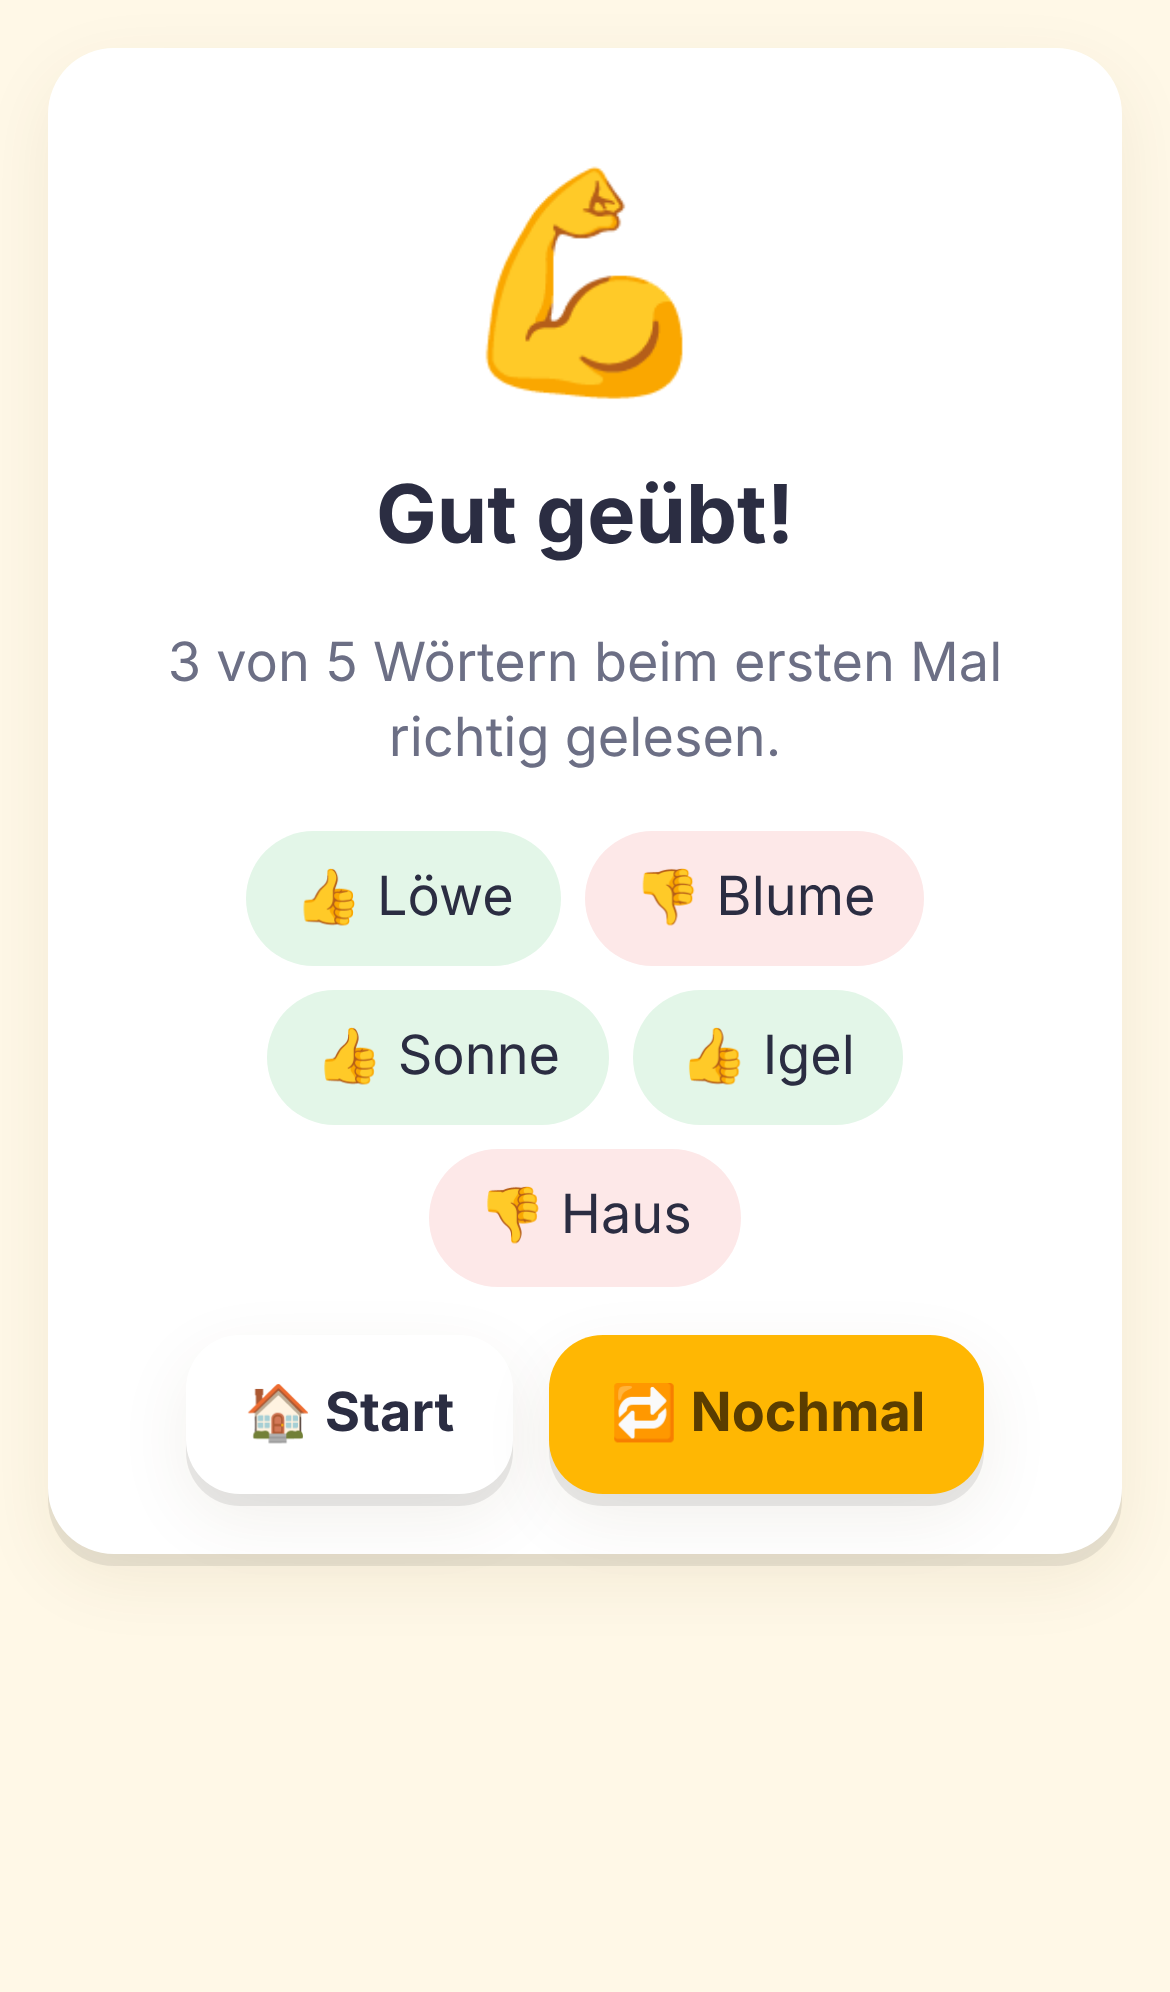 Gut geübt!
3 von 5 Wörtern beim ersten Mal
richtig gelesen.
👍 Löwe 👎 Blume
👍 Sonne 👍 Igel
👎 Haus
🏠 Start 🔁 Nochmal